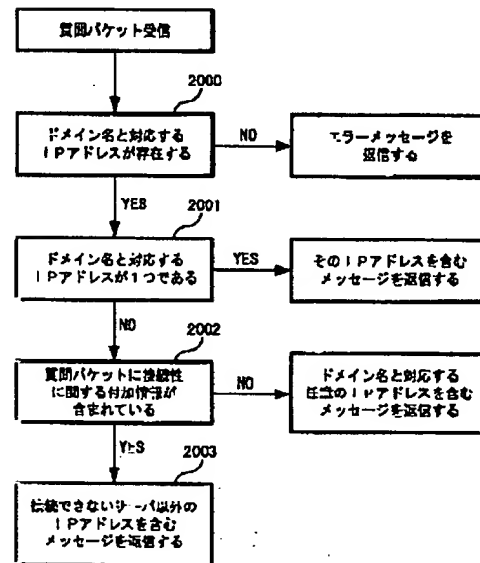 質問パケット受信
2000
ドメイン名と対応する
IPアドレスが存在する
NO
エラーメッセージを
返信する
YES
2001
ドメイン名と対応する
IPアドレスが1つである
YES
そのIPアドレスを含む
メッセージを返信する
NO
2002
質問パケットに接続性
に関する付加情報が
含まれている
NO
ドメイン名と対応する
任意のIPアドレスを含む
メッセージを返信する
YES
2003
接続できないサーバ以外の
IPアドレスを含む
メッセージを返信する